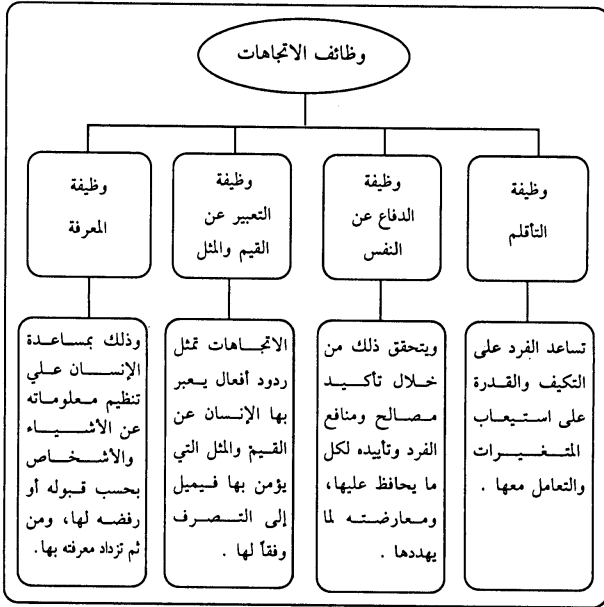 وظائف الاتجاهات
وظيفة
التأقلم
وظيفة
الدفاع عن
النفس
وظيفة
التعبير عن
القيم والمثل
وظيفة
المعرفة
تساعد الفرد على
التكيف والقدرة
على استيعاب
المتغيرات
والتعامل معها .
ويتحقق ذلك من
خلال تأكيد
مصالح ومنافع
الفرد وتأييده لكل
ما يحافظ عليها،
ومعارضته لما
يهددها .
الاتجاهات تمثل
ردود أفعال يعبر
بها الإنسان عن
القيم والمثل التي
يؤمن بها فيميل
إلى التصرف
وفقاً لها .
وذلك بمساعدة
الإنسان علي
تنظيم معلوماته
عن الأشياء
والأشخاص
بحسب قبوله أو
رفضه لها، ومن
ثم تزداد معرفته بها.